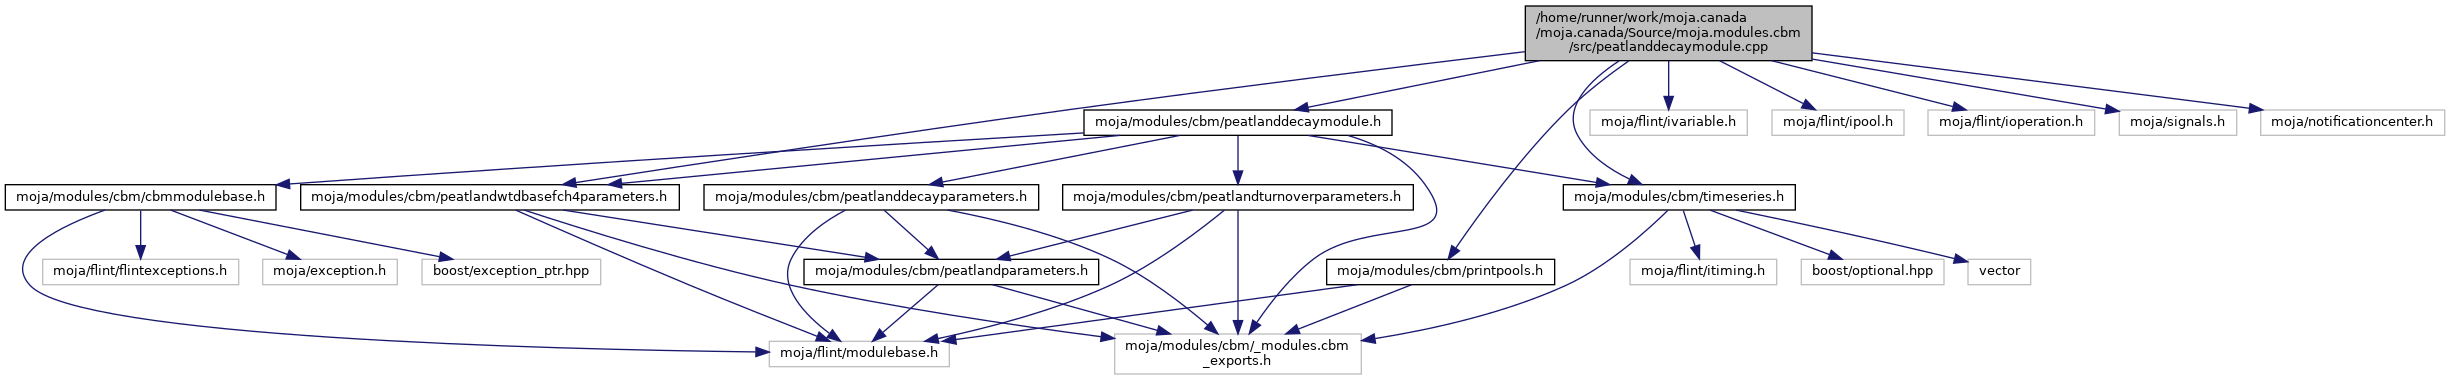 /home/runner/work/moja.canada
/moja.canada/Source/moja.modules.cbm
/src/peatlanddecaymodule.cpp
moja/modules/cbm/peatlanddecaymodule.h
moja/flint/ivariable.h
moja/flint/ipool.h
moja/flint/ioperation.h
moja/signals.h
moja/notificationcenter.h
moja/modules/cbm/cbmmodulebase.h
moja/modules/cbm/peatlandwtdbasefch4parameters.h
moja/modules/cbm/peatlanddecayparameters.h
moja/modules/cbm/peatlandturnoverparameters.h
moja/modules/cbm/timeseries.h
moja/flint/flintexceptions.h
moja/exception.h
boost/exception_ptr.hpp
moja/modules/cbm/peatlandparameters.h
moja/modules/cbm/printpools.h
moja/flint/itiming.h
boost/optional.hpp
vector
moja/flint/modulebase.h
moja/modules/cbm/_modules.cbm
_exports.h